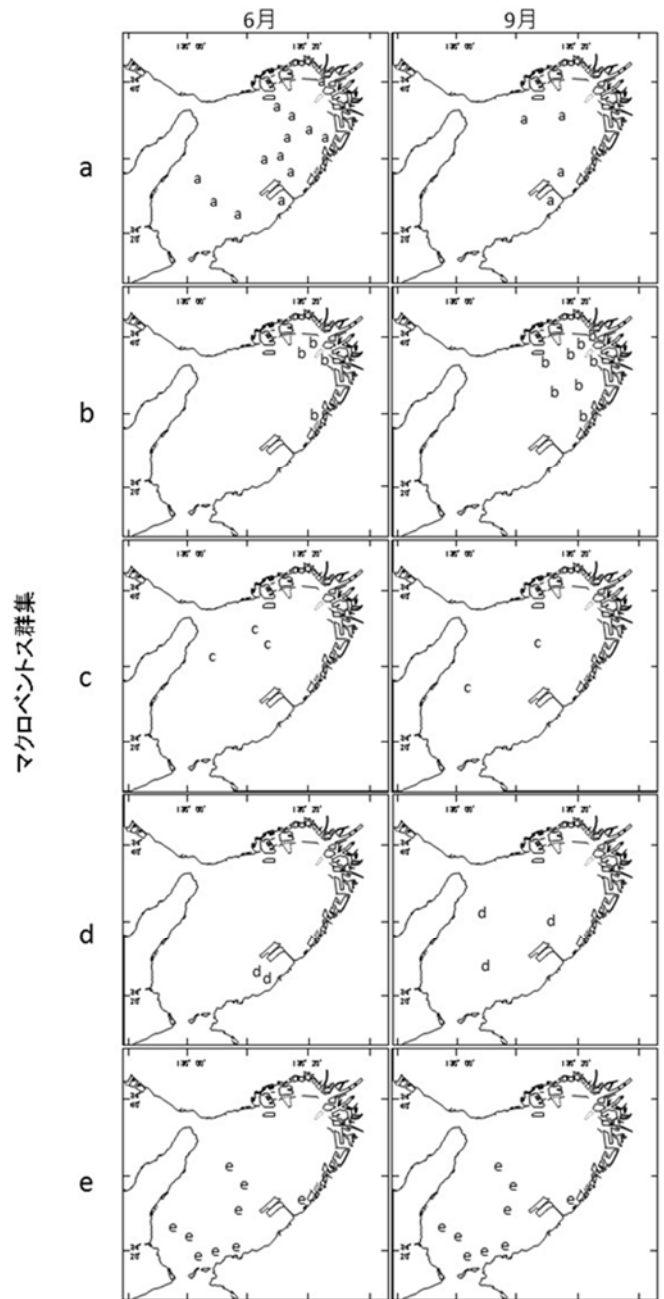 6月 9月
マクロベントス群集
a
a a a a a a a a a a a a
a a a a
b
b b b b
b b b b b b b
c
c c c
c c
d
d d
d d d
e
e e e e e e e e e
e e e e e e e e e